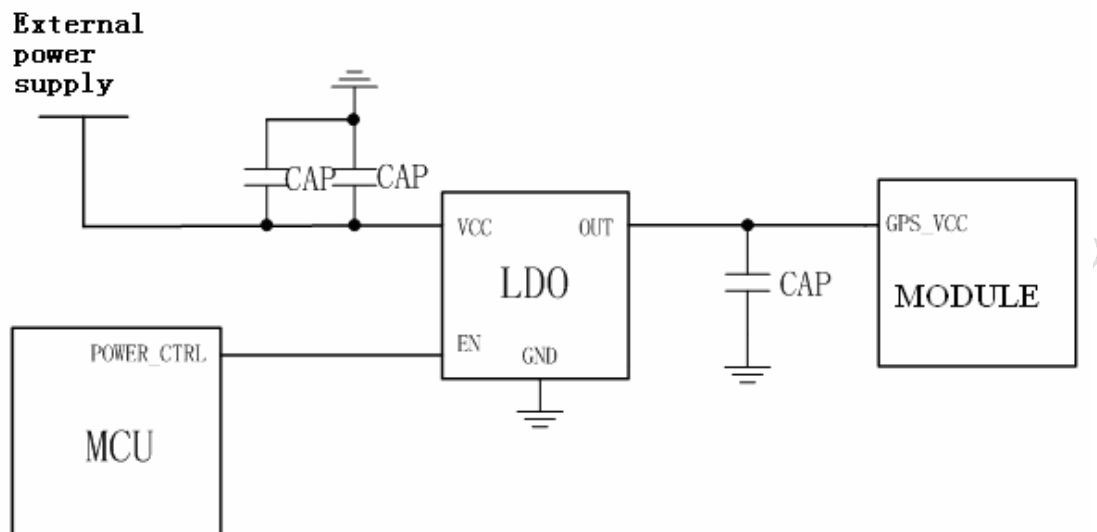 External
power
supply
CAP
CAP
VCC
OUT
GPS_VCC
LDO
CAP
MODULE
EN
GND
POWER_CTRL
MCU